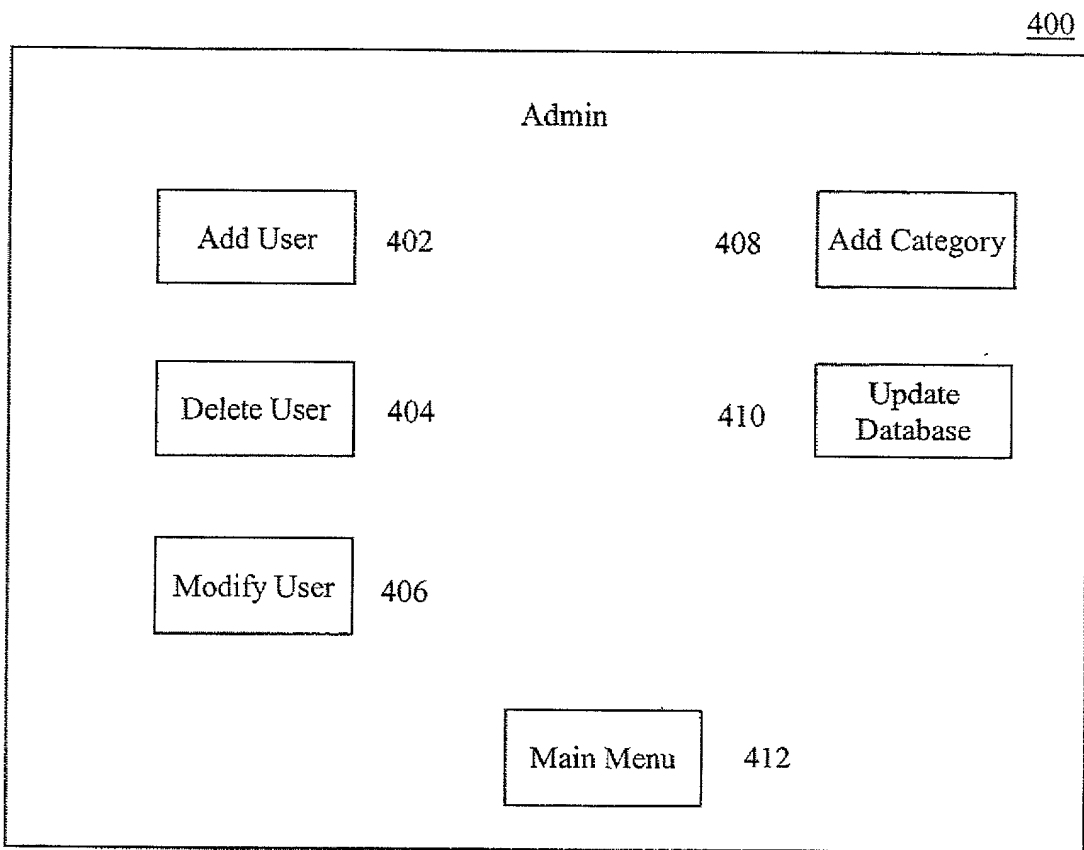 400
Admin
Add User 402
408 Add Category
Delete User 404
410 Update
Database
Modify User 406
Main Menu 412